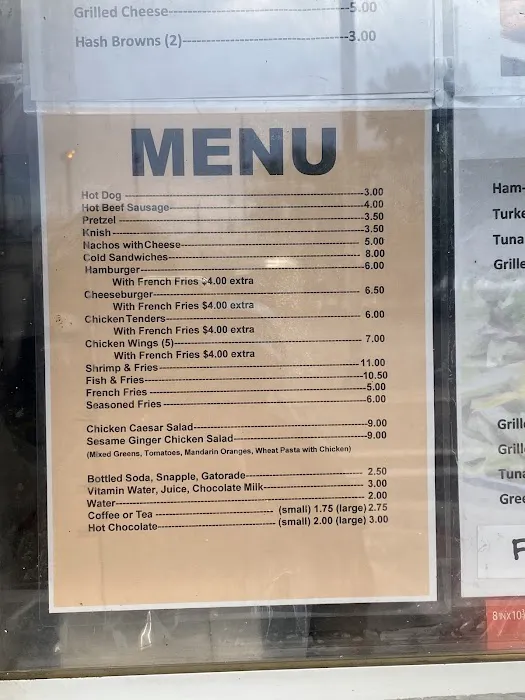 Grilled Cheese-----5.00
Hash Browns (2)-----3.00
MENU
Hot Dog-----3.00
Hot Beef Sausage-----4.00
Pretzel-----3.50
Knish-----3.50
Nachos with Cheese-----5.00
Cold Sandwiches-----8.00
Hamburger-----6.00
With French Fries $4.00 extra
Cheeseburger-----6.50
With French Fries $4.00 extra
Chicken Tenders-----6.00
With French Fries $4.00 extra
Chicken Wings (5)-----7.00
With French Fries $4.00 extra
Shrimp & Fries-----11.00
Fish & Fries-----10.50
French Fries-----5.00
Seasoned Fries-----6.00
Chicken Caesar Salad-----9.00
Sesame Ginger Chicken Salad-----9.00
(Mixed Greens, Tomatoes, Mandarin Oranges, Wheat Pasta with Chicken)
Bottled Soda, Snapple, Gatorade-----2.50
Vitamin Water, Juice, Chocolate Milk-----3.00
Water-----2.00
Coffee or Tea-----(small) 1.75 (large) 2.75
Hot Chocolate-----(small) 2.00 (large) 3.00
Ham-
Turke
Tuna
Grille
Grill
Grill
Tuna
Gree
F
8 IN X 10